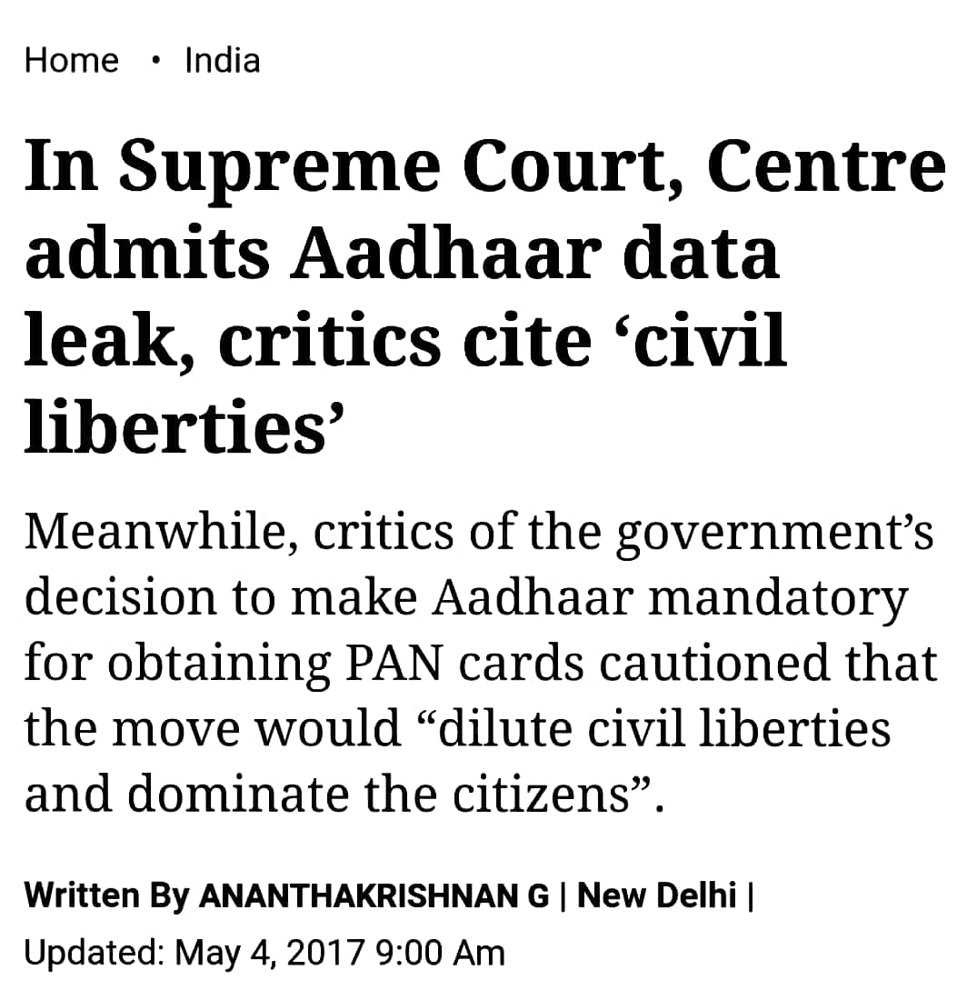 Home • India
In Supreme Court, Centre
admits Aadhaar data
leak, critics cite ‘civil
liberties’
Meanwhile, critics of the government’s
decision to make Aadhaar mandatory
for obtaining PAN cards cautioned that
the move would “dilute civil liberties
and dominate the citizens”.
Written By ANANTHAKRISHNAN G | New Delhi |
Updated: May 4, 2017 9:00 Am